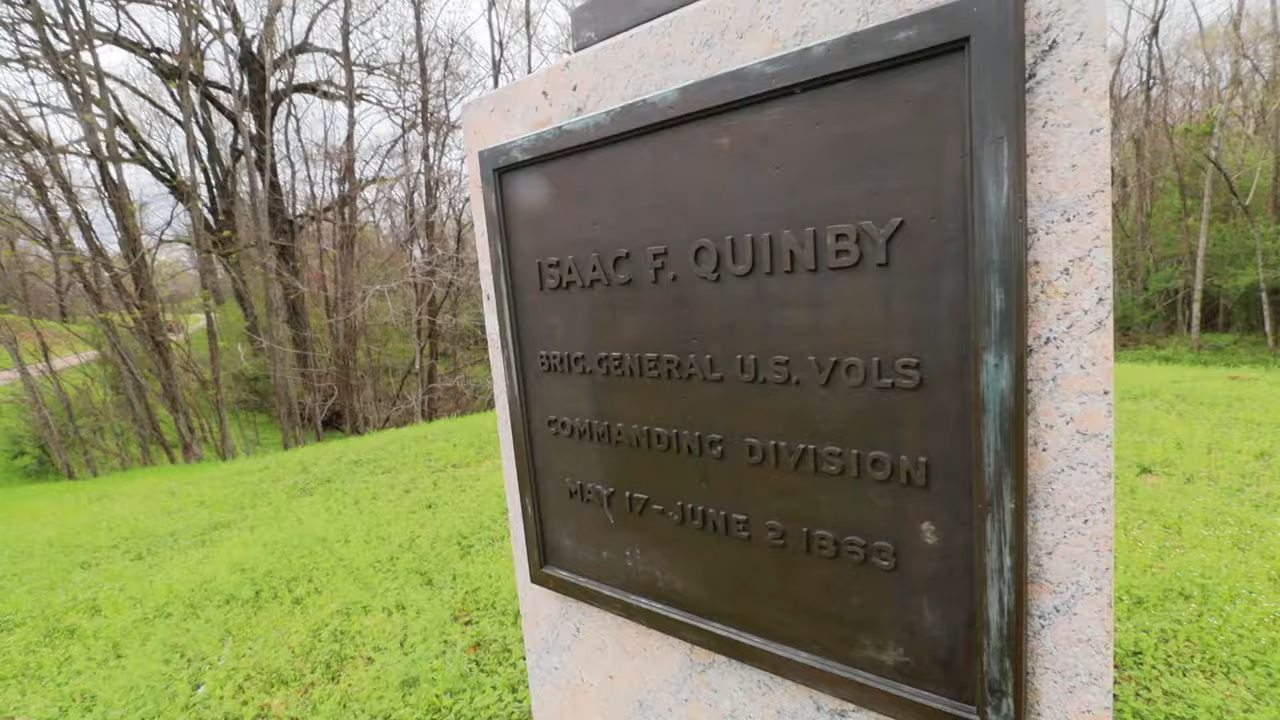 ISAAC F. QUINBY
BRIG. GENERAL U.S. VOLS
COMMANDING DIVISION
MAY 17-JUNE 2 1863